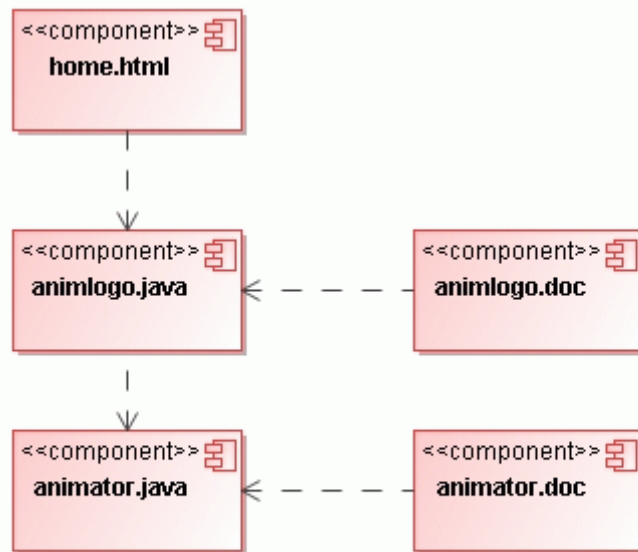 <<component>>
home.html
<<component>>
animlogo.java
<<component>>
animlogo.doc
<<component>>
animator.java
<<component>>
animator.doc